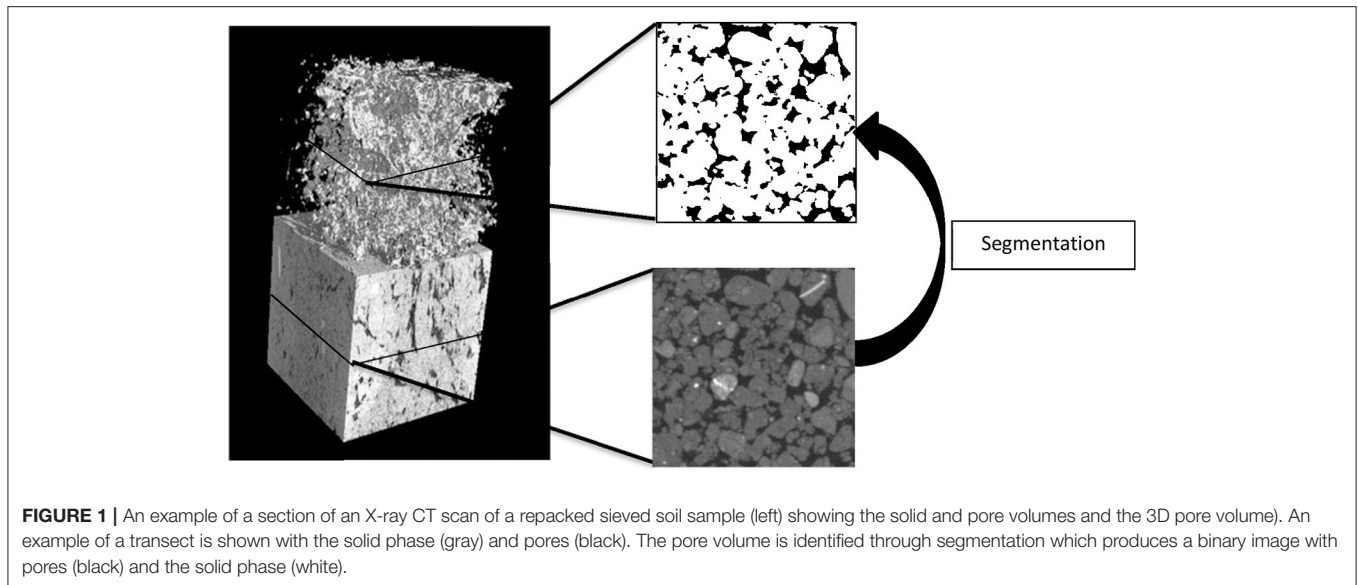 Segmentation
FIGURE 1 | An example of a section of an X-ray CT scan of a repacked sieved soil sample (left) showing the solid and pore volumes and the 3D pore volume). An
example of a transect is shown with the solid phase (gray) and pores (black). The pore volume is identified through segmentation which produces a binary image with
pores (black) and the solid phase (white).